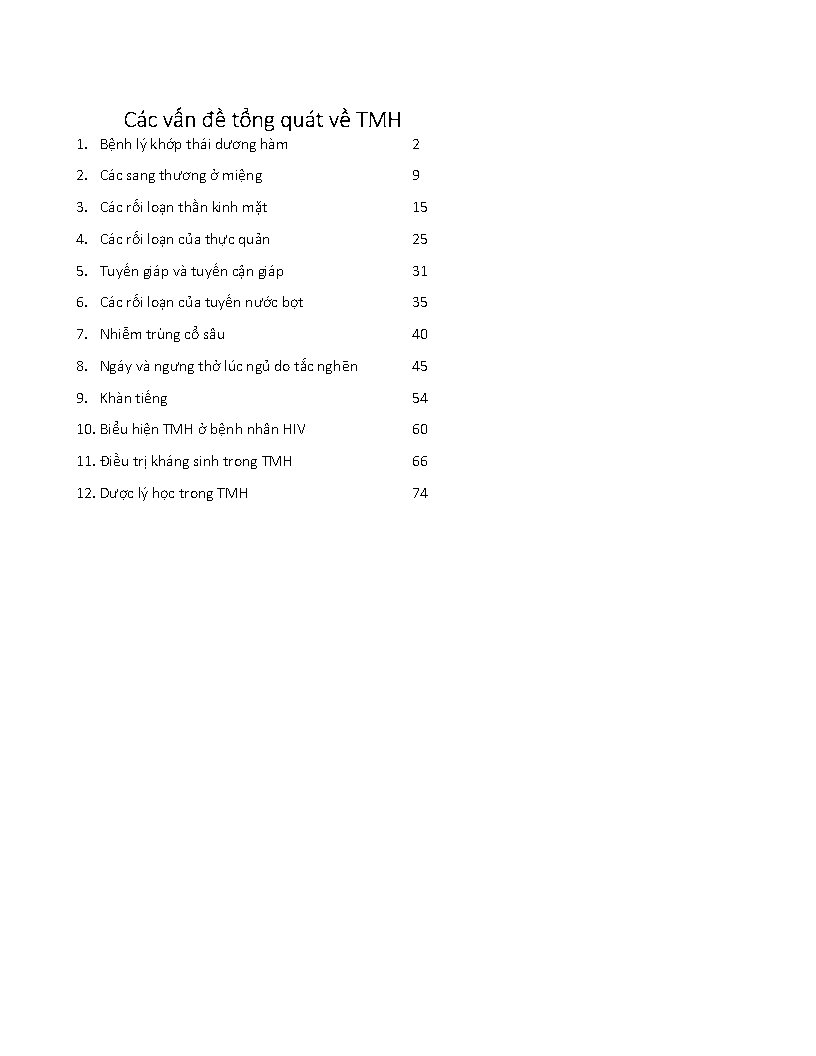 Các vấn đề tổng quát về TMH
1. Bệnh lý khớp thái dương hàm 2
2. Các sang thương ở miệng 9
3. Các rối loạn thần kinh mặt 15
4. Các rối loạn của thực quản 25
5. Tuyến giáp và tuyến cận giáp 31
6. Các rối loạn của tuyến nước bọt 35
7. Nhiễm trùng cổ sâu 40
8. Ngáy và ngưng thở lúc ngủ do tắc nghẽn 45
9. Khàn tiếng 54
10. Biểu hiện TMH ở bệnh nhân HIV 60
11. Điều trị kháng sinh trong TMH 66
12. Dược lý học trong TMH 74